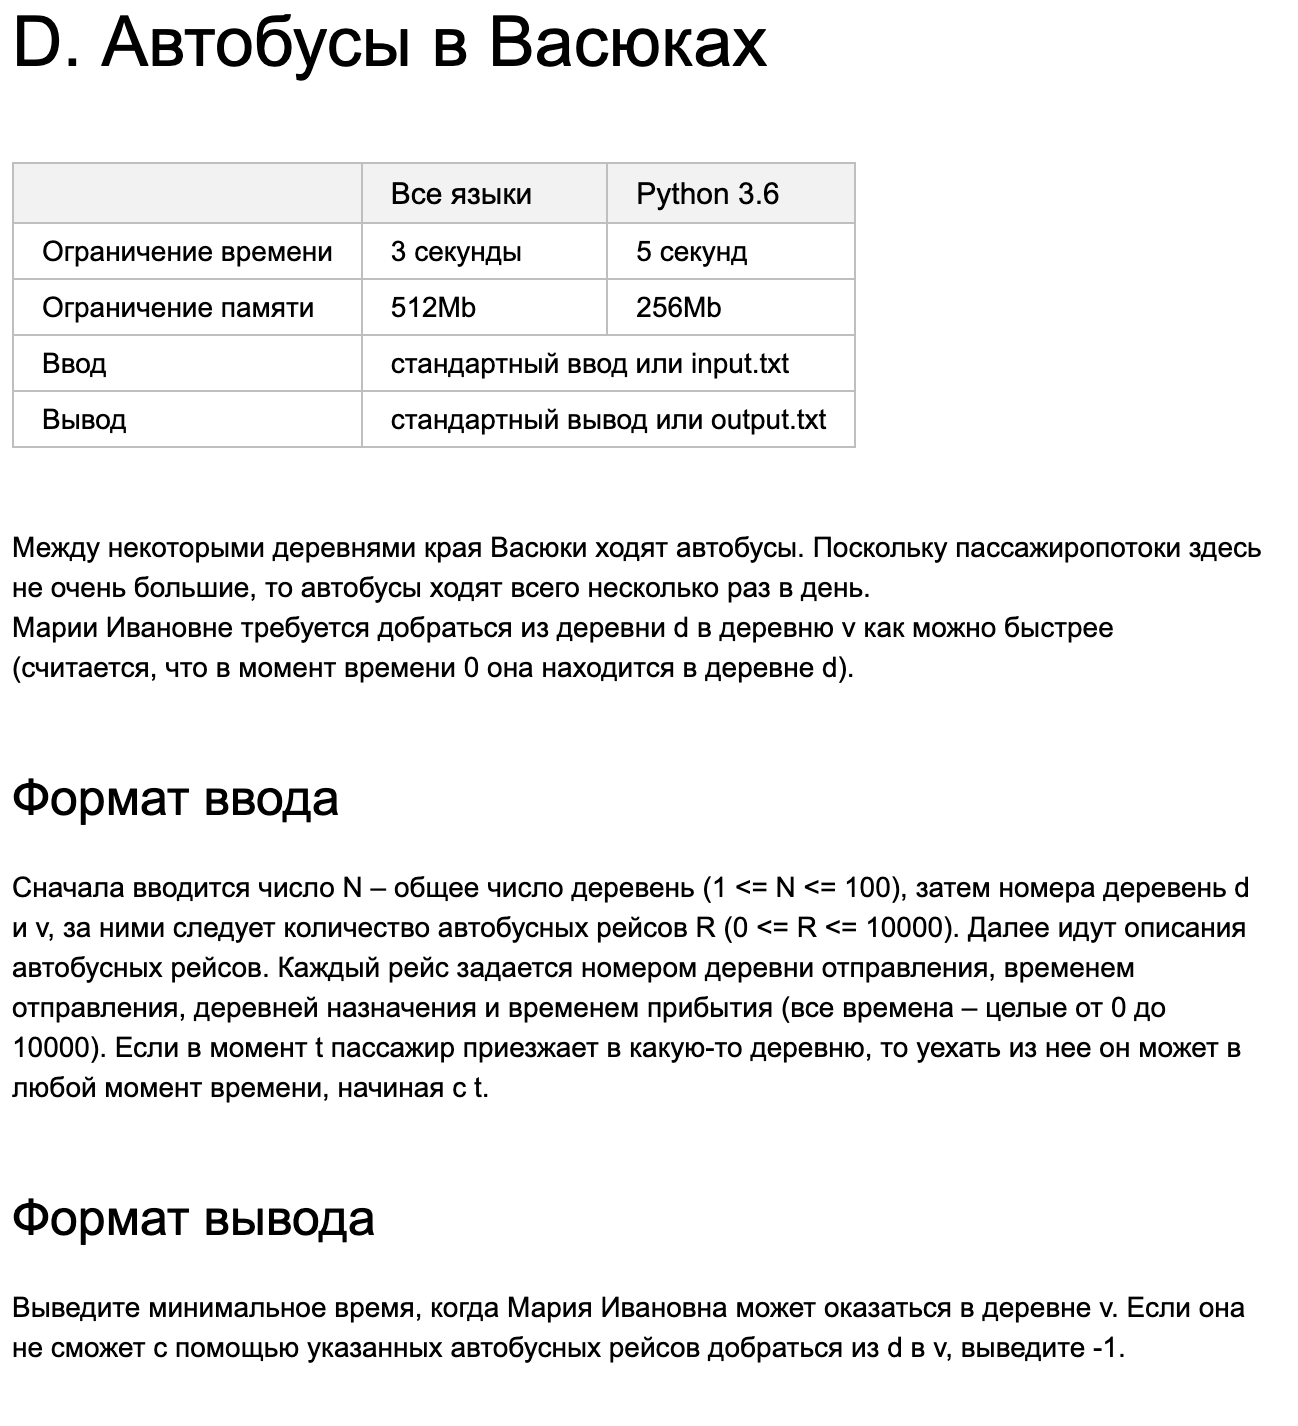 D. Автобусы в Васюках
Все языки Python 3.6
Ограничение времени 3 секунды 5 секунд
Ограничение памяти 512Mb 256Mb
Ввод стандартный ввод или input.txt
Вывод стандартный вывод или output.txt
Между некоторыми деревнями края Васюки ходят автобусы. Поскольку пассажиропотоки здесь
не очень большие, то автобусы ходят всего несколько раз в день.
Марии Ивановне требуется добраться из деревни d в деревню v как можно быстрее
(считается, что в момент времени 0 она находится в деревне d).
Формат ввода
Сначала вводится число N – общее число деревень (1 <= N <= 100), затем номера деревень d
и v, за ними следует количество автобусных рейсов R (0 <= R <= 10000). Далее идут описания
автобусных рейсов. Каждый рейс задается номером деревни отправления, временем
отправления, деревней назначения и временем прибытия (все времена – целые от 0 до
10000). Если в момент t пассажир приезжает в какую-то деревню, то уехать из нее он может в
любой момент времени, начиная с t.
Формат вывода
Выведите минимальное время, когда Мария Ивановна может оказаться в деревне v. Если она
не сможет с помощью указанных автобусных рейсов добраться из d в v, выведите -1.